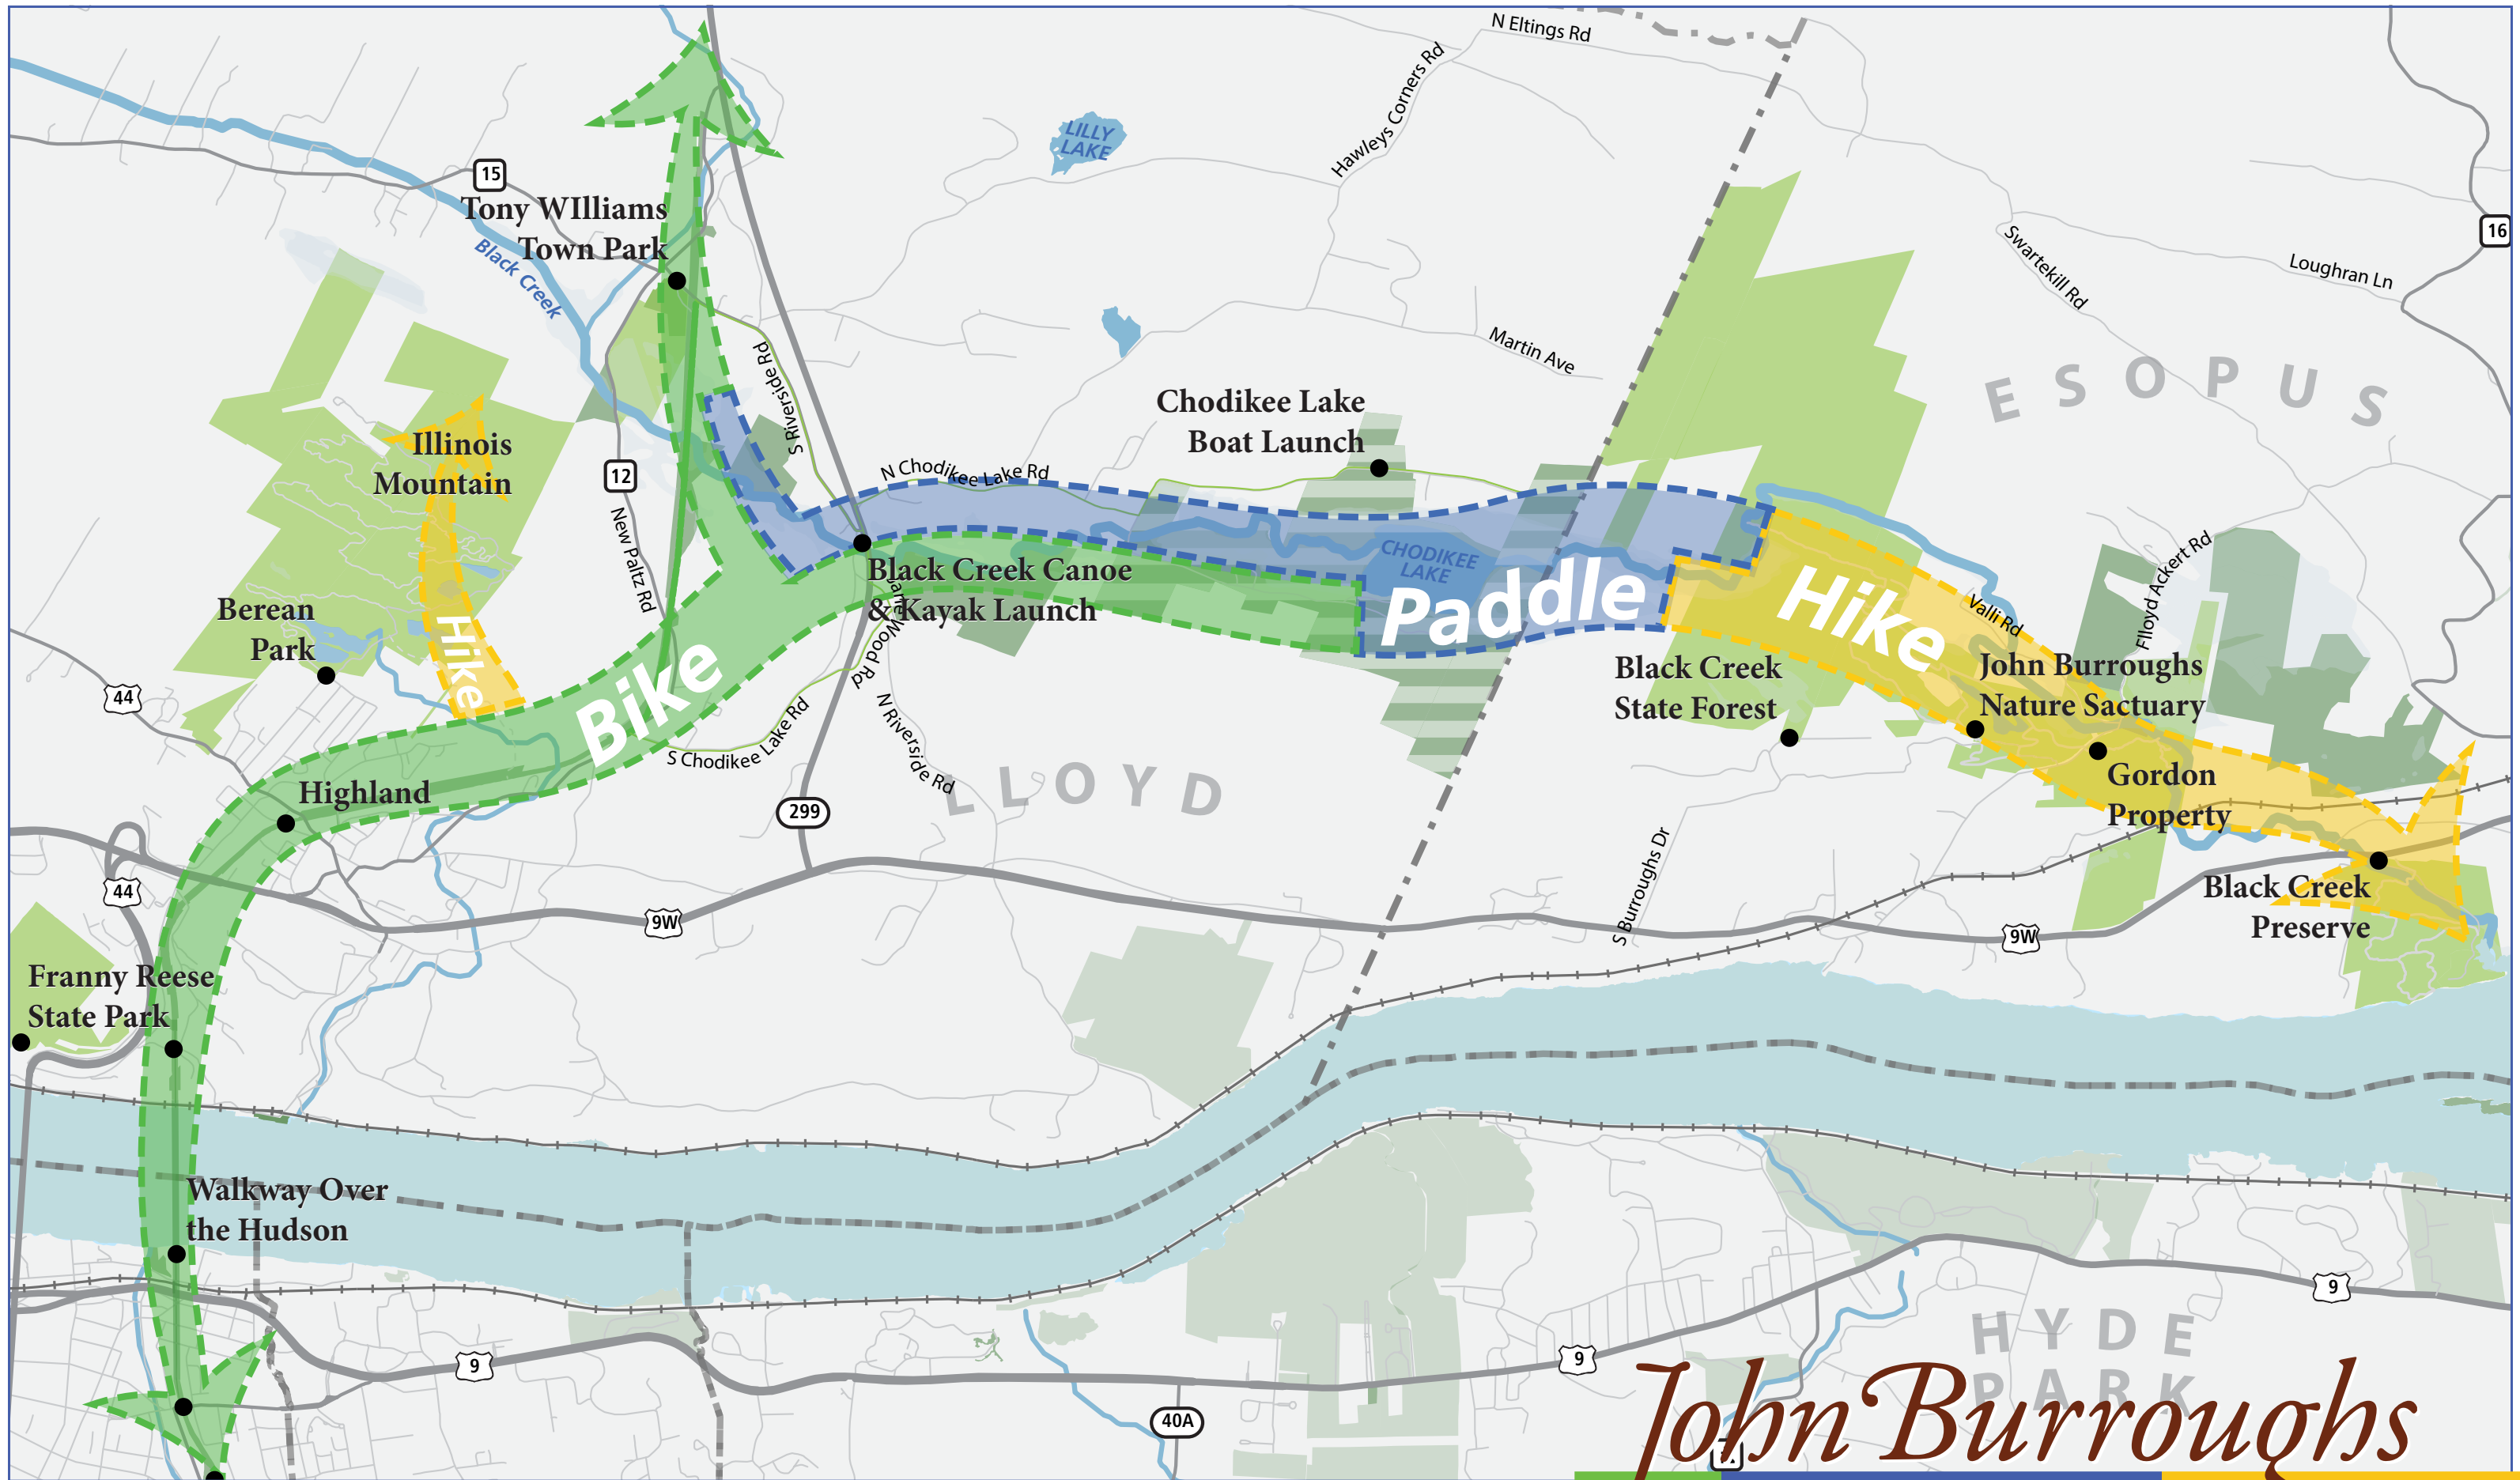 N Eltings Rd
Hawleys Corners Rd
LILLY
LAKE
15
Tony WIlliams
Town Park
Black Creek
16
Swartekill Rd
Loughran Ln
Martin Ave
S Riverside Rd
E S O P U S
Chodikee Lake
Boat Launch
Illinois
Mountain
12
N Chodikee Lake Rd
New Paltz Rd
CHODIKEE
LAKE
Black Creek Canoe
& Kayak Launch
Paddle
Hike
Valli Rd
Flloyd Ackert Rd
Berean
Park
Hike
Bike
Wood Rd
Black Creek
State Forest
John Burroughs
Nature Sactuary
44
S Chodikee Lake Rd
N Riverside Rd
Gordon
Property
Highland
299
L L O Y D
44
9W
S Burroughs Dr
9W
Black Creek
Preserve
Franny Reese
State Park
Walkway Over
the Hudson
9
9
9
40A
H Y D E
P A R K
John Burroughs